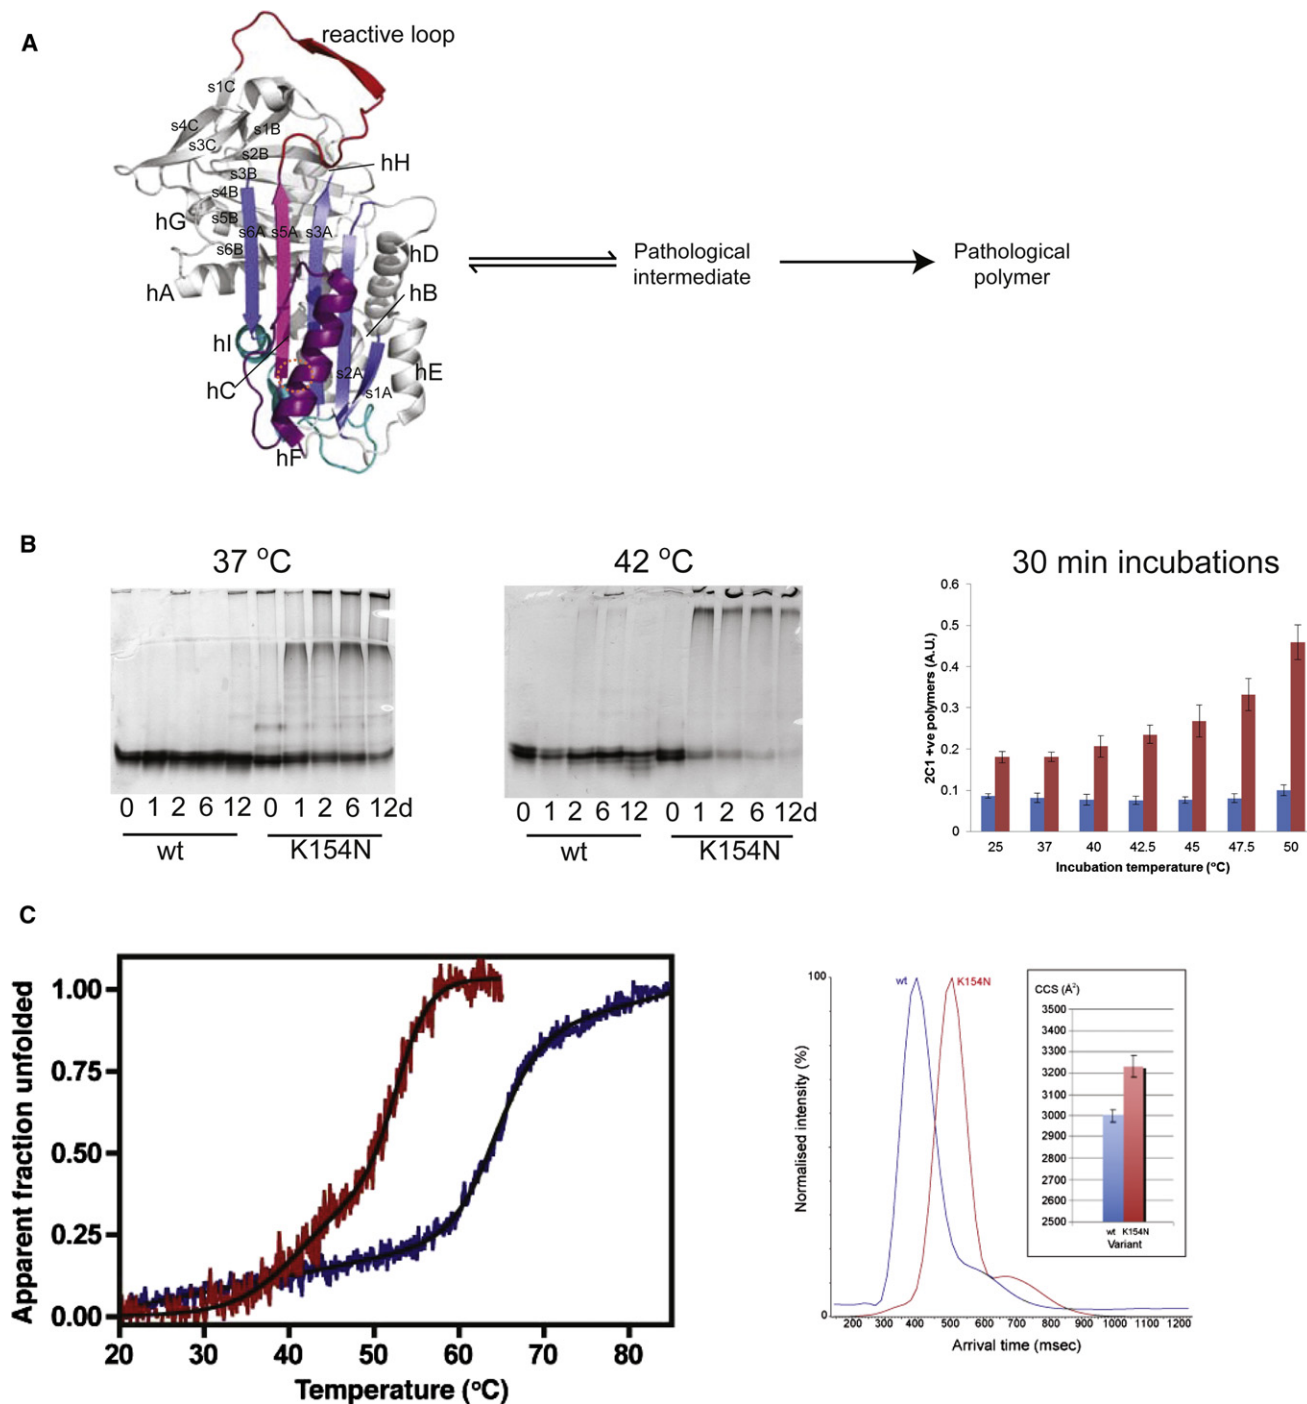 A
reactive loop
s1C
s4C
s1B
s3C
s2B
hH
s3B
s4B
hG
s5B
s6A
s5A
s3A
hD
s6B
hA
hB
hI
hC
s2A
hE
s1A
hF
Pathological
intermediate
Pathological
polymer
B
37 °C
0 1 2 6 12 0 1 2 6 12d
wt
K154N
42 °C
0 1 2 6 12 0 1 2 6 12d
wt
K154N
30 min incubations
2C1 +ve polymers (A.U.)
0.6
0.5
0.4
0.3
0.2
0.1
0
25 37 40 42.5 45 47.5 50
Incubation temperature (°C)
C
Apparent fraction unfolded
1.00
0.75
0.50
0.25
0.00
20 30 40 50 60 70 80
Temperature (°C)
Normalised intensity (%)
100
0
wt
K154N
200 300 400 500 600 700 800 900 1000 1100 1200
Arrival time (msec)
CCS (Å²)
3500
3400
3300
3200
3100
3000
2900
2800
2700
2600
2500
wt K154N
Variant